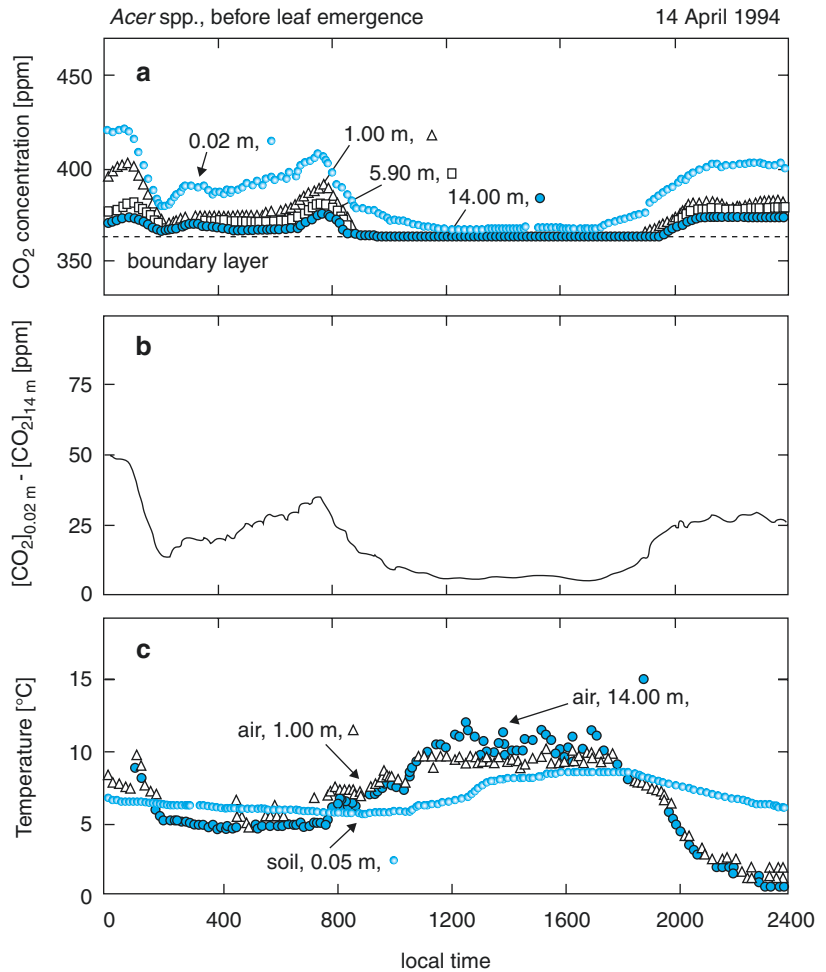 Acer spp., before leaf emergence 14 April 1994
a
CO2 concentration [ppm]
450
400
350
0.02 m,
1.00 m,
5.90 m,
14.00 m,
boundary layer
b
[CO2]0.02 m - [CO2]14 m [ppm]
75
50
25
0
c
Temperature [°C]
15
10
5
0
air, 14.00 m,
air, 1.00 m,
soil, 0.05 m,
0 400 800 1200 1600 2000 2400
local time